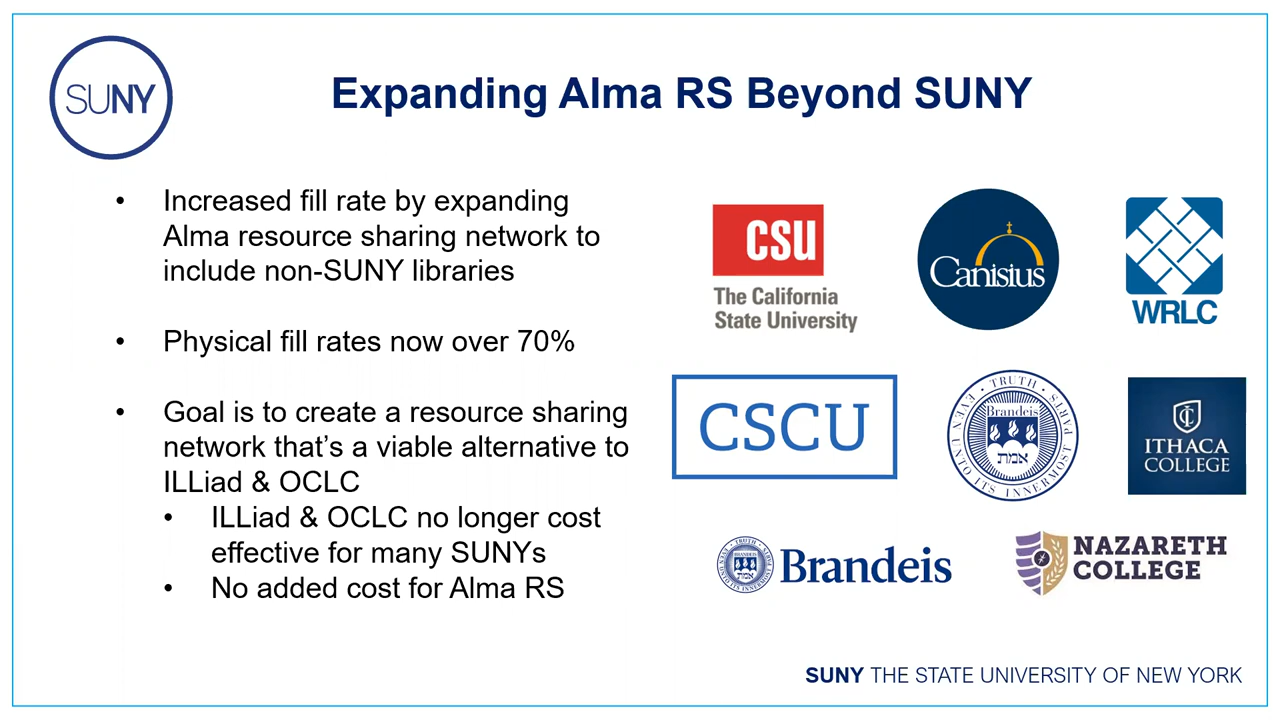 SUNY
Expanding Alma RS Beyond SUNY
• Increased fill rate by expanding
Alma resource sharing network to
include non-SUNY libraries
• Physical fill rates now over 70%
• Goal is to create a resource sharing
network that's a viable alternative to
ILLiad & OCLC
• ILLiad & OCLC no longer cost
effective for many SUNYs
• No added cost for Alma RS
CSU
The California
State University
Canisius
WRLC
CSCU
TRUTH
EVEN UNTO ITS INNERMOST PARTS
Brandeis
אמת
IC
ITHACA
COLLEGE
Brandeis
NAZARETH
COLLEGE
SUNY THE STATE UNIVERSITY OF NEW YORK